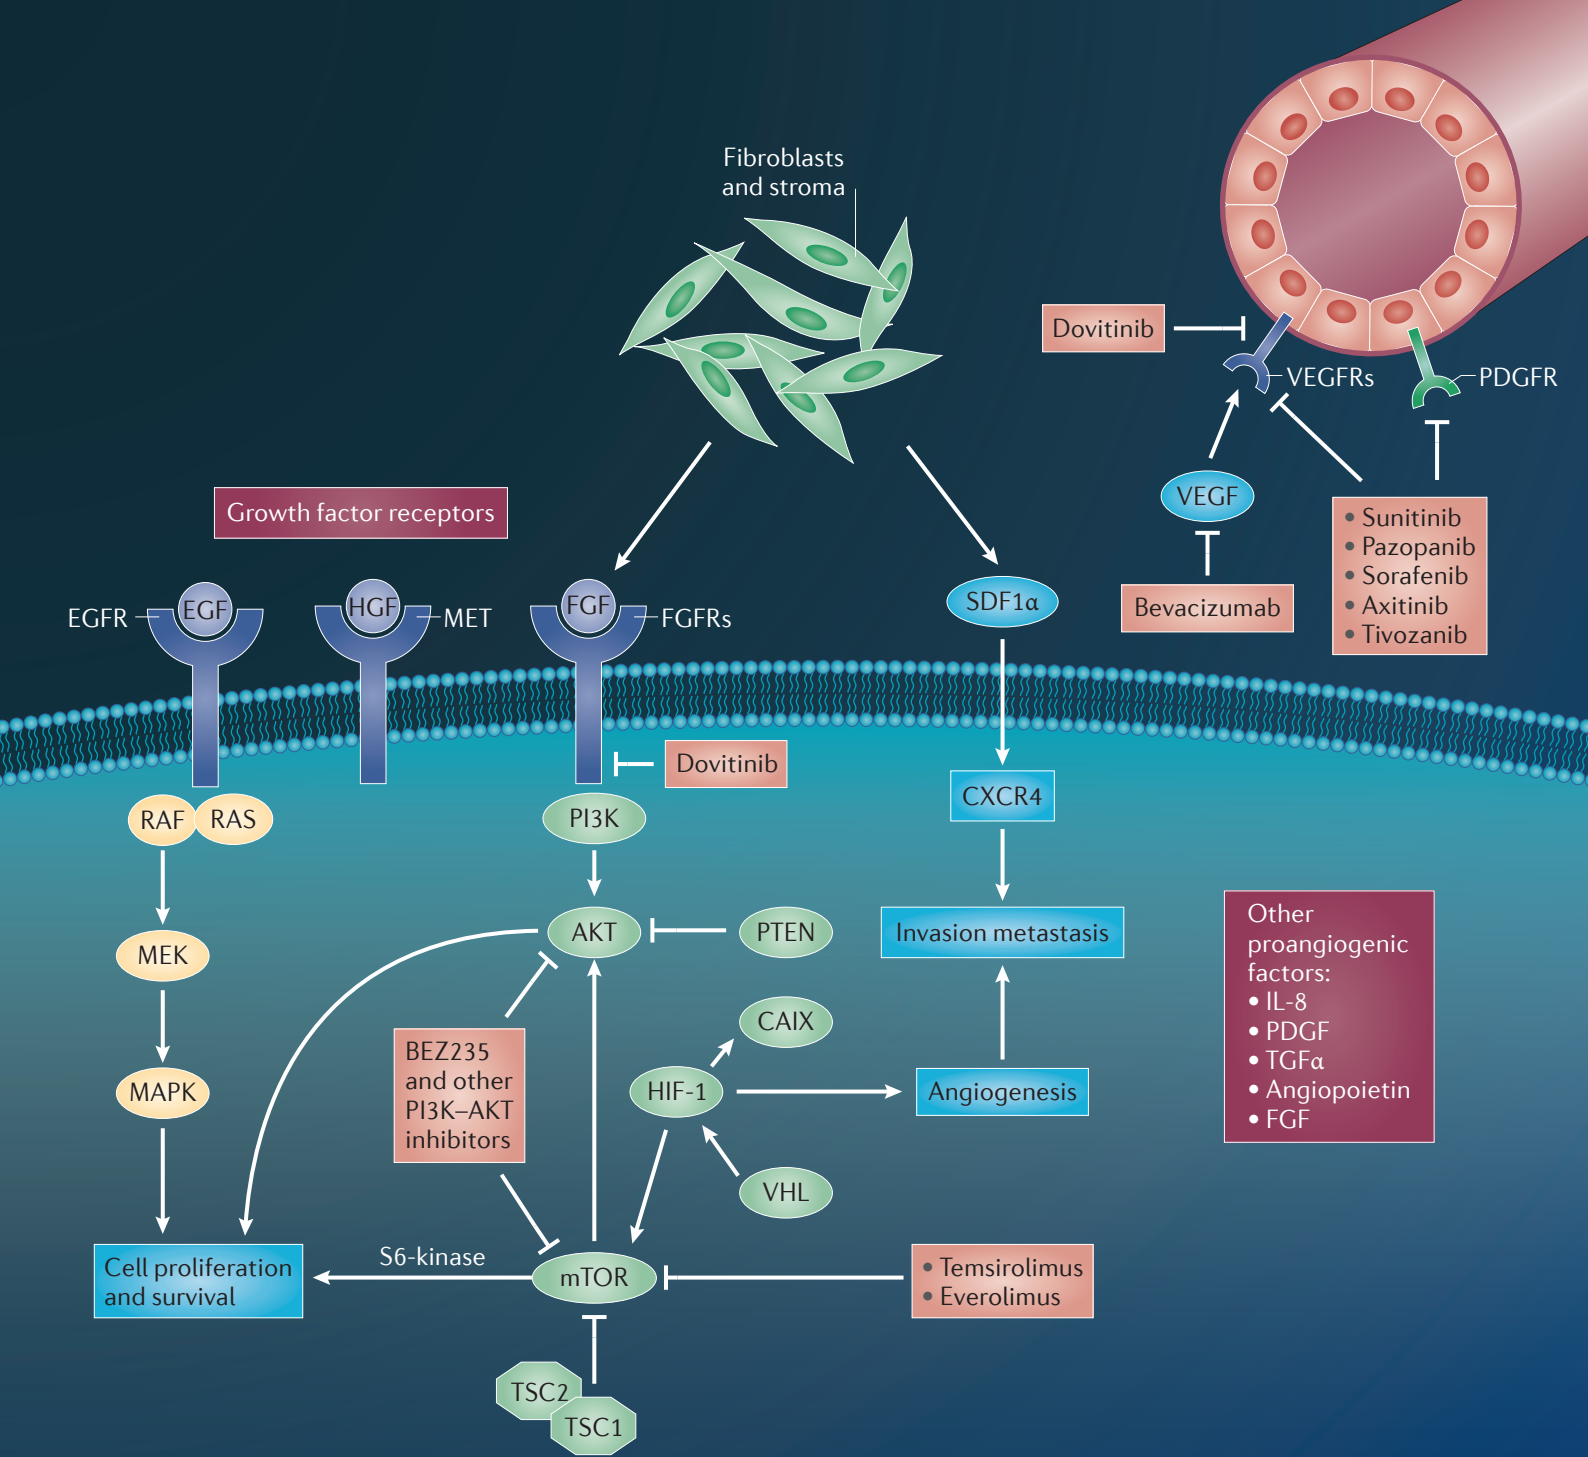 Fibroblasts
and stroma
Dovitinib
VEGFRs
PDGFR
VEGF
Bevacizumab
• Sunitinib
• Pazopanib
• Sorafenib
• Axitinib
• Tivozanib
Growth factor receptors
EGFR
EGF
HGF
MET
FGF
FGFRs
SDF1α
Dovitinib
RAF
RAS
PI3K
CXCR4
MEK
AKT
PTEN
Invasion metastasis
CAIX
MAPK
BEZ235
and other
PI3K–AKT
inhibitors
HIF-1
Angiogenesis
VHL
Other
proangiogenic
factors:
• IL-8
• PDGF
• TGFα
• Angiopoietin
• FGF
Cell proliferation
and survival
S6-kinase
mTOR
• Temsirolimus
• Everolimus
TSC2
TSC1